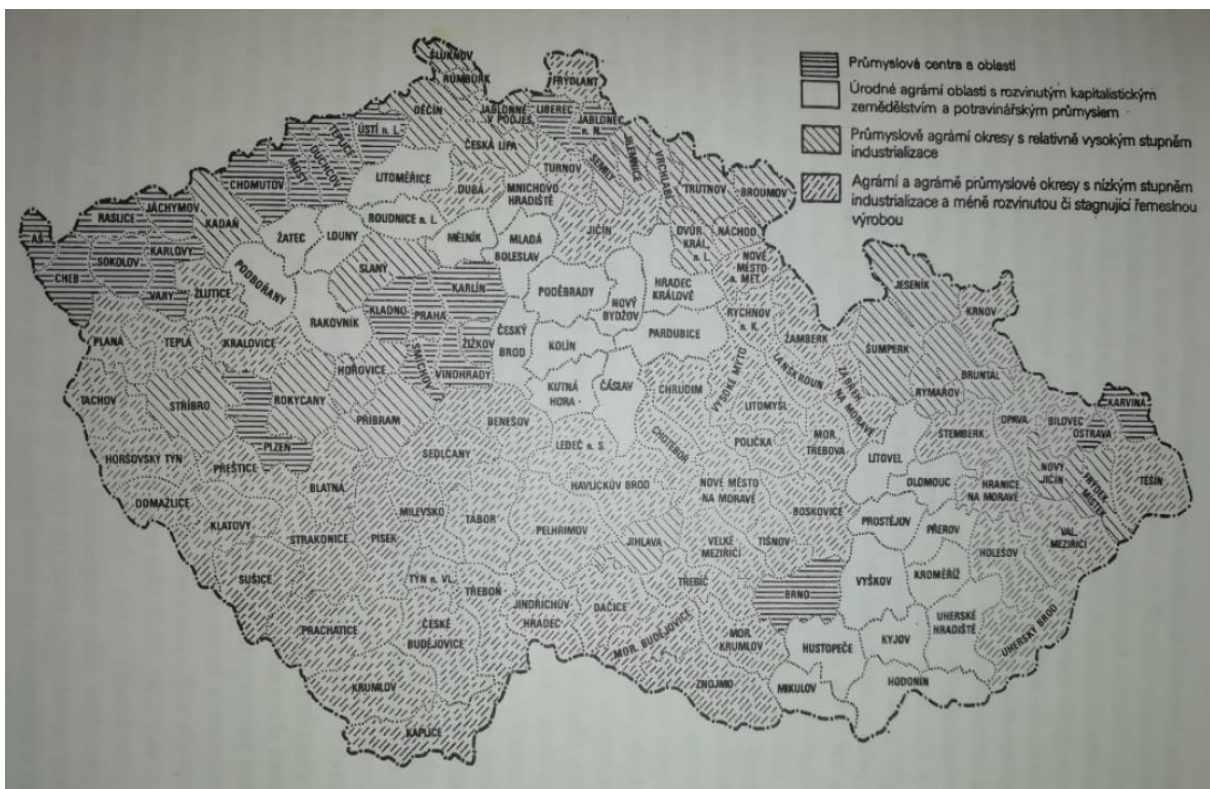 Průmyslová centra a oblasti
Úrodné agrární oblasti s rozvinutým kapitalistickým
zemědělstvím a potravinářským průmyslem
Průmyslově agrární okresy s relativně vysokým stupněm
industrializace
Agrární a agrárně průmyslové okresy s nízkým stupněm
industrializace a méně rozvinutou či stagnující řemeslnou
výrobou
ŠLUKNOV
RUMBURK
FRÝDLANT
DĚČÍN
JABLONNÉ
V PODJEŠ.
LIBEREC
JABLONEC
n. N.
ÚSTÍ n. L.
TEPLICE
DUCHCOV
MOST
ČESKÁ LÍPA
SEMILY
JILEMNICE
VRCHLABÍ
TRUTNOV
BROUMOV
CHOMUTOV
LITOMĚŘICE
DUBÁ
TURNOV
MNICHOVO
HRADIŠTĚ
JÁCHYMOV
KADAŇ
ROUDNICE n. L.
JIČÍN
DVŮR
KRÁL.
n. L.
NÁCHOD
AŠ
ŽATEC
LOUNY
MĚLNÍK
MLADÁ
BOLESLAV
NOVÉ
MĚSTO
n. MET.
SOKOLOV
KARLOVY
VARY
CHEB
ŽLUTICE
PODBOŘANY
SLANÝ
KARLÍN
PODĚBRADY
NOVÝ
BYDŽOV
HRADEC
KRÁLOVÉ
RYCHNOV
n. K.
JESENÍK
KRNOV
RAKOVNÍK
KLADNO
PRAHA
ŽIŽKOV
ČESKÝ
BROD
KOLÍN
PARDUBICE
ŽAMBERK
ŠUMPERK
PLANÁ
TEPLÁ
KRALOVICE
HOŘOVICE
SMÍCHOV
VINOHRADY
KUTNÁ
HORA
ČÁSLAV
CHRUDIM
VYSOKÉ MÝTO
LANŠKROUN
ZÁBŘEH
NA MORAVĚ
RÝMAŘOV
BRUNTÁL
TACHOV
STŘÍBRO
ROKYCANY
PŘÍBRAM
BENEŠOV
LITOMYŠL
KARVINÁ
OPAVA
BÍLOVEC
OSTRAVA
PLZEŇ
SEDLČANY
LEDEČ n. S.
CHOTĚBOŘ
POLIČKA
MOR.
TŘEBOVÁ
ŠTERNBERK
LITOVEL
HORŠOVSKÝ TÝN
PŘEŠTICE
BLATNÁ
HAVLÍČKŮV BROD
NOVÉ MĚSTO
NA MORAVĚ
OLOMOUC
HRANICE
NA MORAVĚ
NOVÝ
JIČÍN
FRÝDEK
MÍSTEK
TĚŠÍN
DOMAŽLICE
KLATOVY
STRAKONICE
PÍSEK
MILEVSKO
TÁBOR
PELHŘIMOV
JIHLAVA
VELKÉ
MEZIŘÍČÍ
TIŠNOV
BOSKOVICE
PROSTĚJOV
PŘEROV
VAL.
MEZIŘÍČÍ
HOLEŠOV
SUŠICE
TÝN n. VL.
TŘEBOŇ
JINDŘICHŮV
HRADEC
DAČICE
TŘEBÍČ
BRNO
VYŠKOV
KROMĚŘÍŽ
PRACHATICE
ČESKÉ
BUDĚJOVICE
MOR. BUDĚJOVICE
MOR.
KRUMLOV
HUSTOPEČE
KYJOV
UHERSKÉ
HRADIŠTĚ
UHERSKÝ BROD
KRUMLOV
ZNOJMO
MIKULOV
HODONÍN
KAPLICE